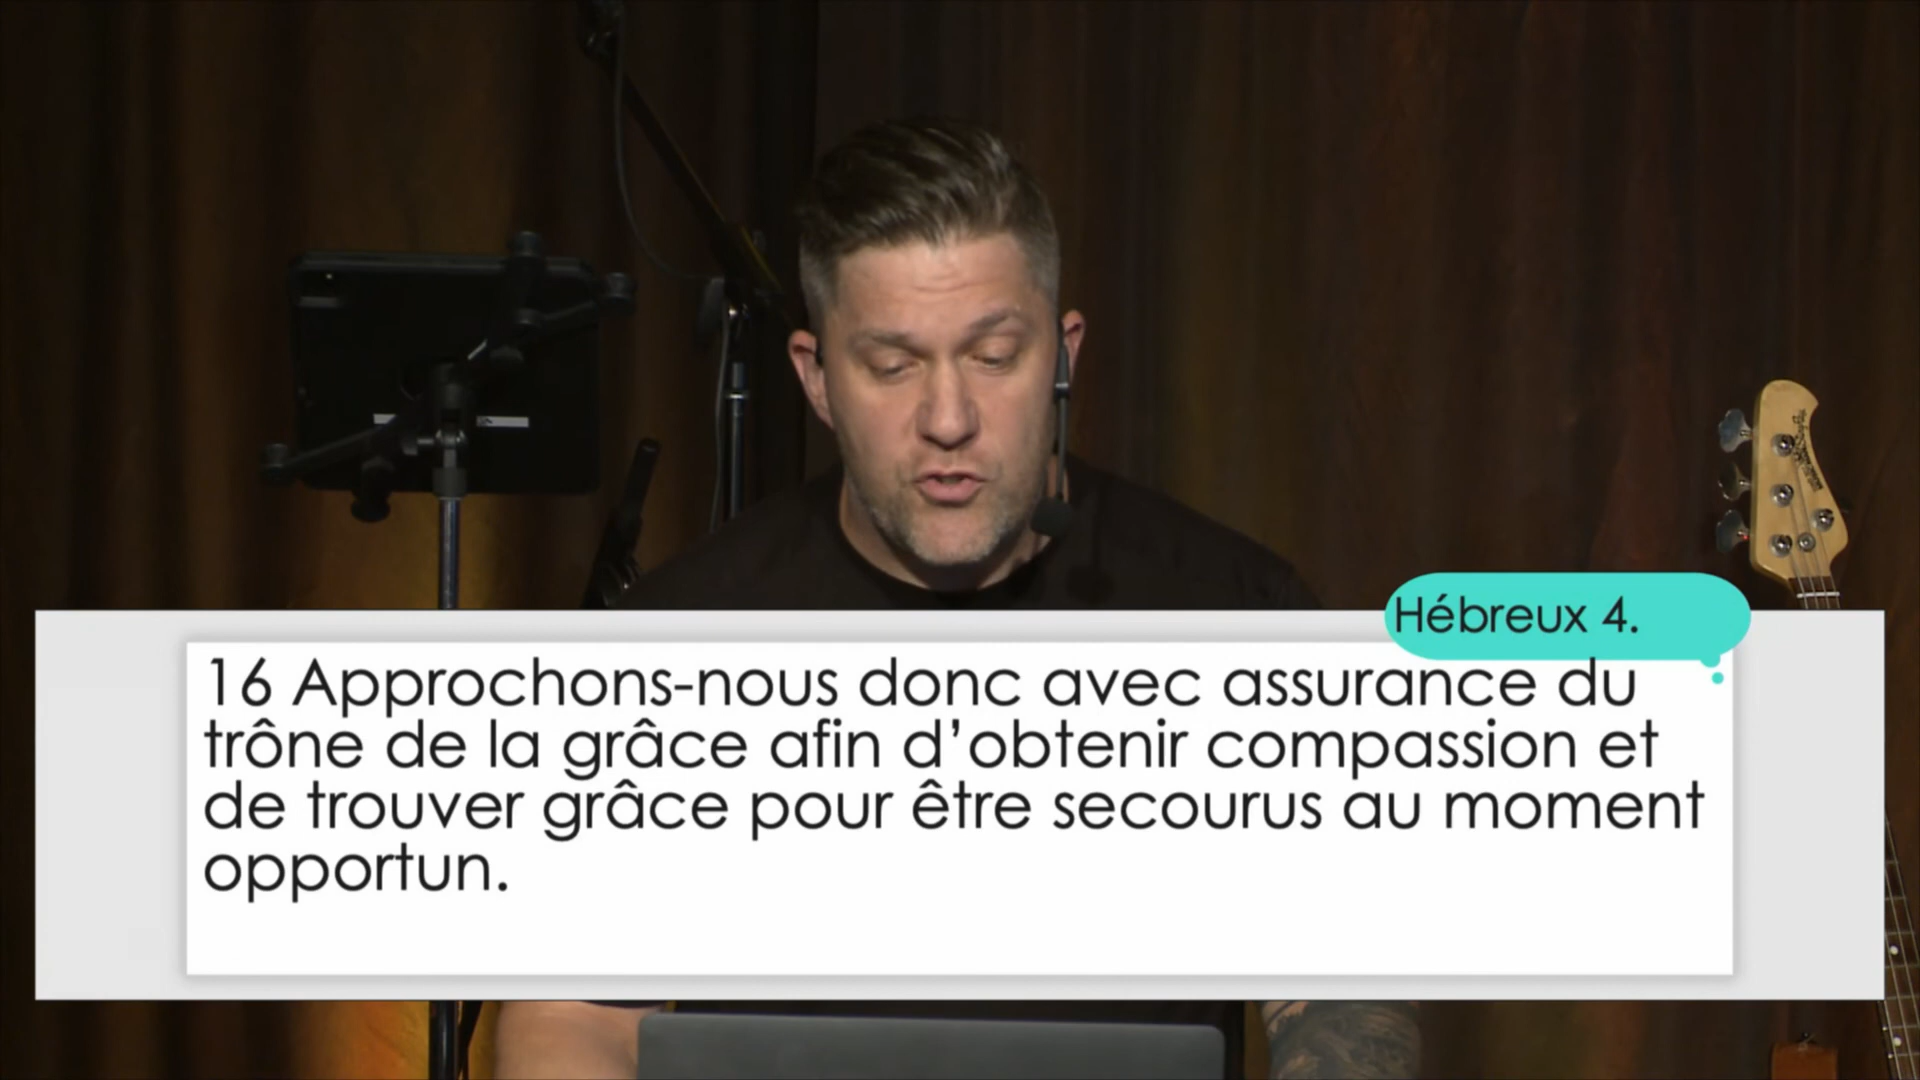 Hébreux 4.
16 Approchons-nous donc avec assurance du
trône de la grâce afin d’obtenir compassion et
de trouver grâce pour être secourus au moment
opportun.